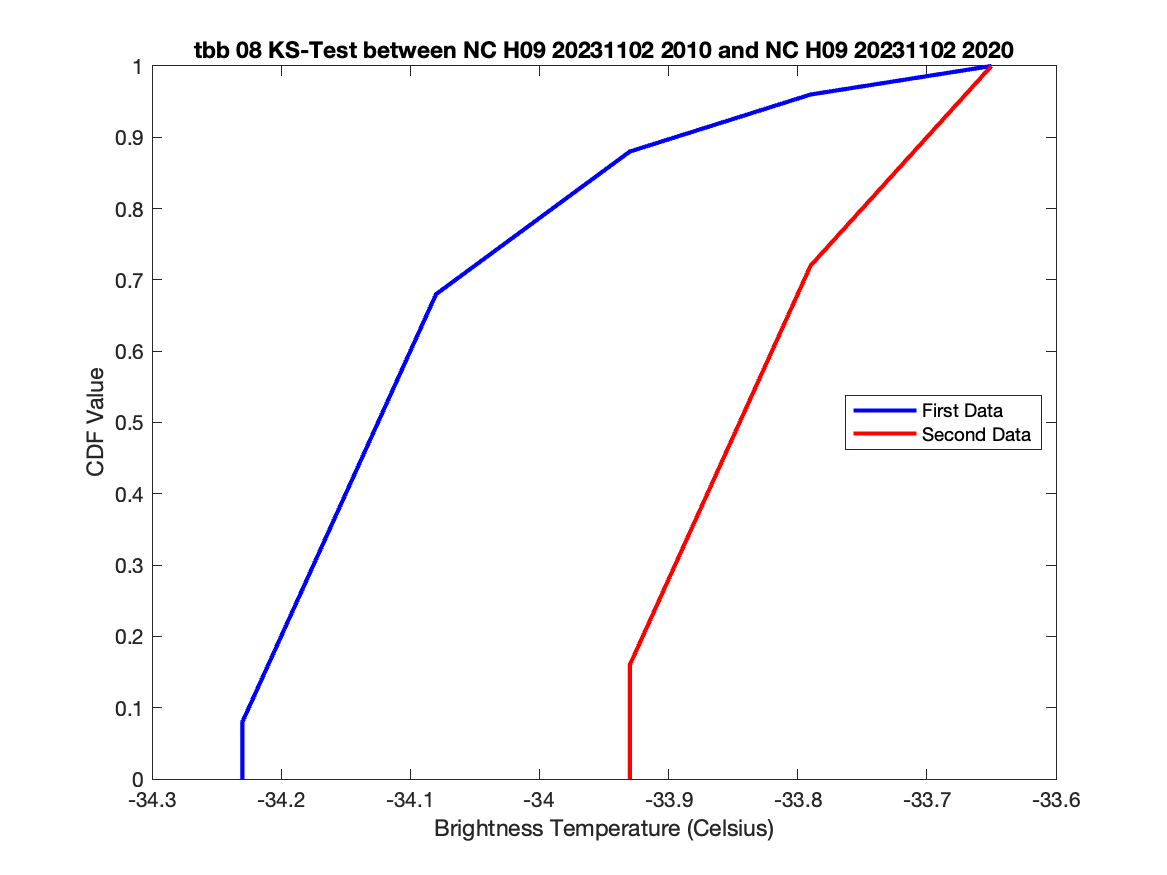 tbb 08 KS-Test between NC H09 20231102 2010 and NC H09 20231102 2020
1
0.9
0.8
0.7
0.6
0.5
0.4
0.3
0.2
0.1
0
CDF Value
First Data
Second Data
-34.3 -34.2 -34.1 -34 -33.9 -33.8 -33.7 -33.6
Brightness Temperature (Celsius)